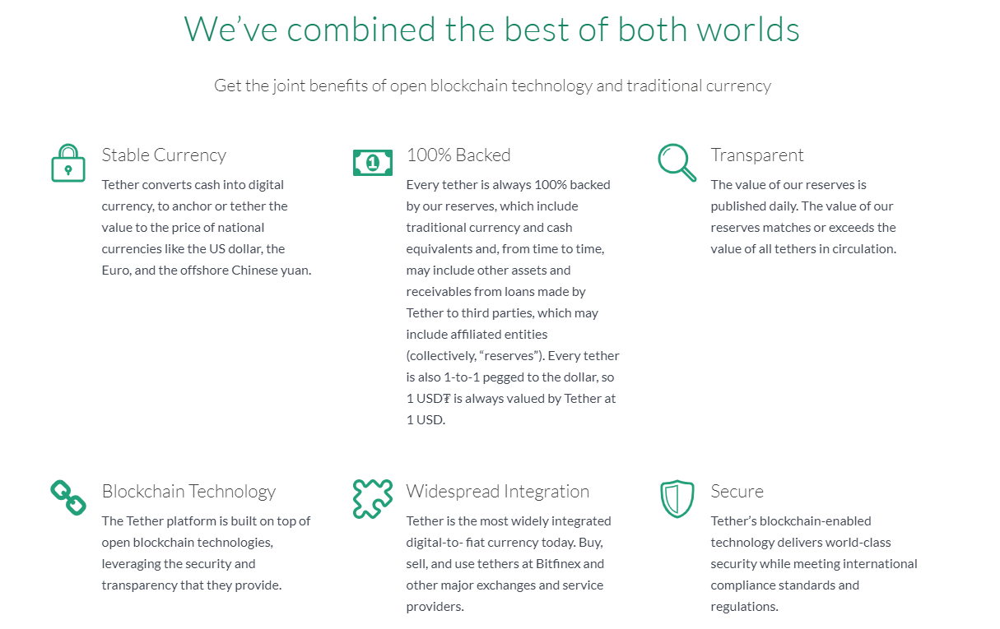 We’ve combined the best of both worlds
Get the joint benefits of open blockchain technology and traditional currency
Stable Currency
Tether converts cash into digital
currency, to anchor or tether the
value to the price of national
currencies like the US dollar, the
Euro, and the offshore Chinese yuan.
1
100% Backed
Every tether is always 100% backed
by our reserves, which include
traditional currency and cash
equivalents and, from time to time,
may include other assets and
receivables from loans made by
Tether to third parties, which may
include affiliated entities
(collectively, “reserves”). Every tether
is also 1-to-1 pegged to the dollar, so
1 USD₮ is always valued by Tether at
1 USD.
Transparent
The value of our reserves is
published daily. The value of our
reserves matches or exceeds the
value of all tethers in circulation.
Blockchain Technology
The Tether platform is built on top of
open blockchain technologies,
leveraging the security and
transparency that they provide.
Widespread Integration
Tether is the most widely integrated
digital-to- fiat currency today. Buy,
sell, and use tethers at Bitfinex and
other major exchanges and service
providers.
Secure
Tether’s blockchain-enabled
technology delivers world-class
security while meeting international
compliance standards and
regulations.